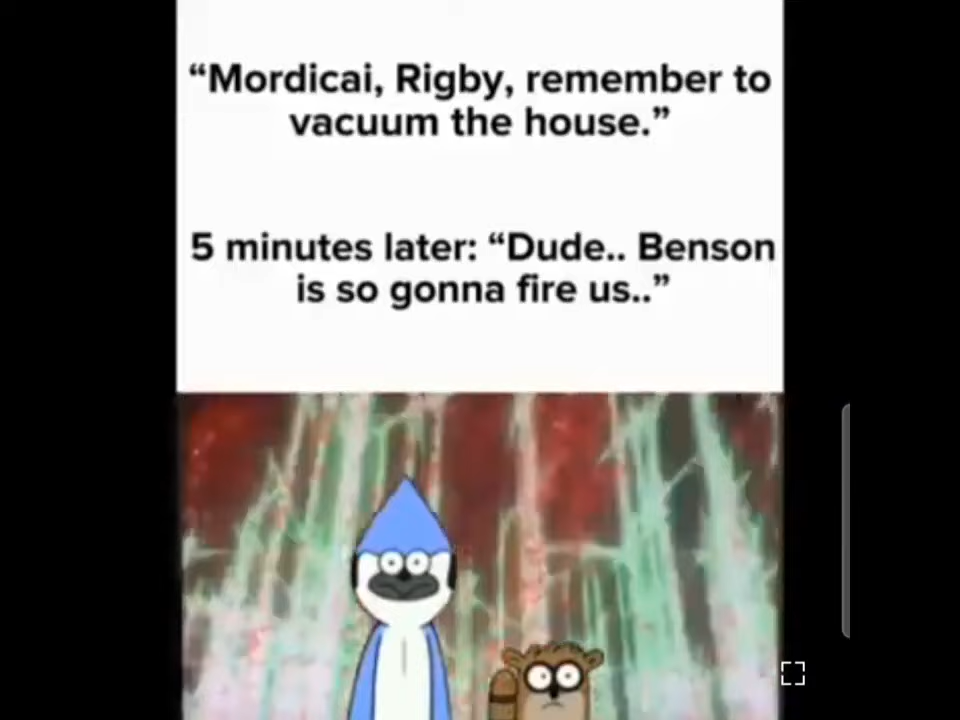 “Mordicai, Rigby, remember to
vacuum the house.”
5 minutes later: “Dude.. Benson
is so gonna fire us..”